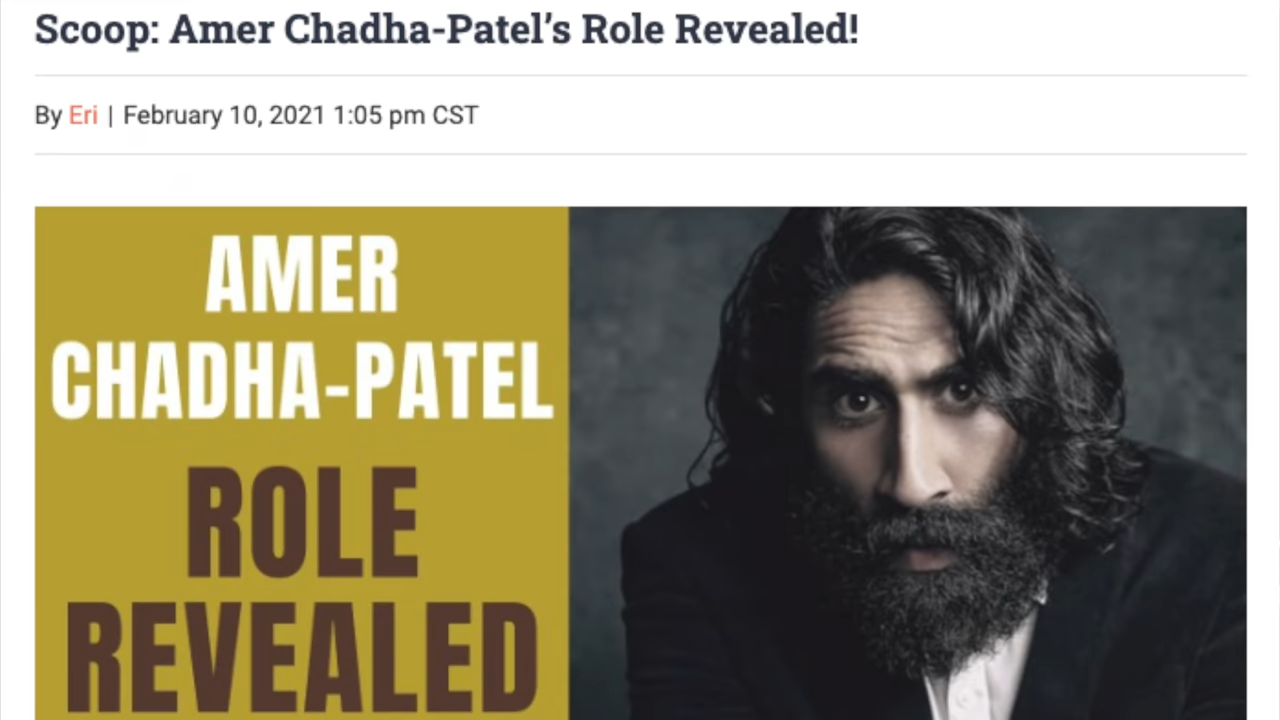 Scoop: Amer Chadha-Patel’s Role Revealed!
By Eri | February 10, 2021 1:05 pm CST
AMER
CHADHA-PATEL
ROLE
REVEALED